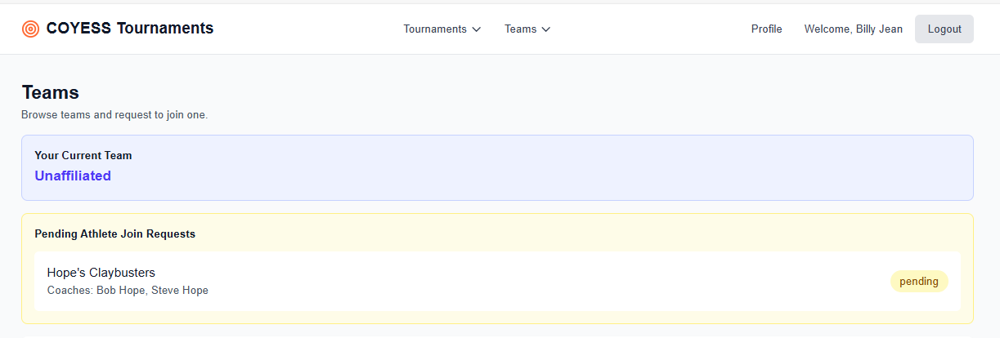 COYESS Tournaments
Tournaments
Teams
Profile
Welcome, Billy Jean
Logout
Teams
Browse teams and request to join one.
Your Current Team
Unaffiliated
Pending Athlete Join Requests
Hope's Claybusters
Coaches: Bob Hope, Steve Hope
pending